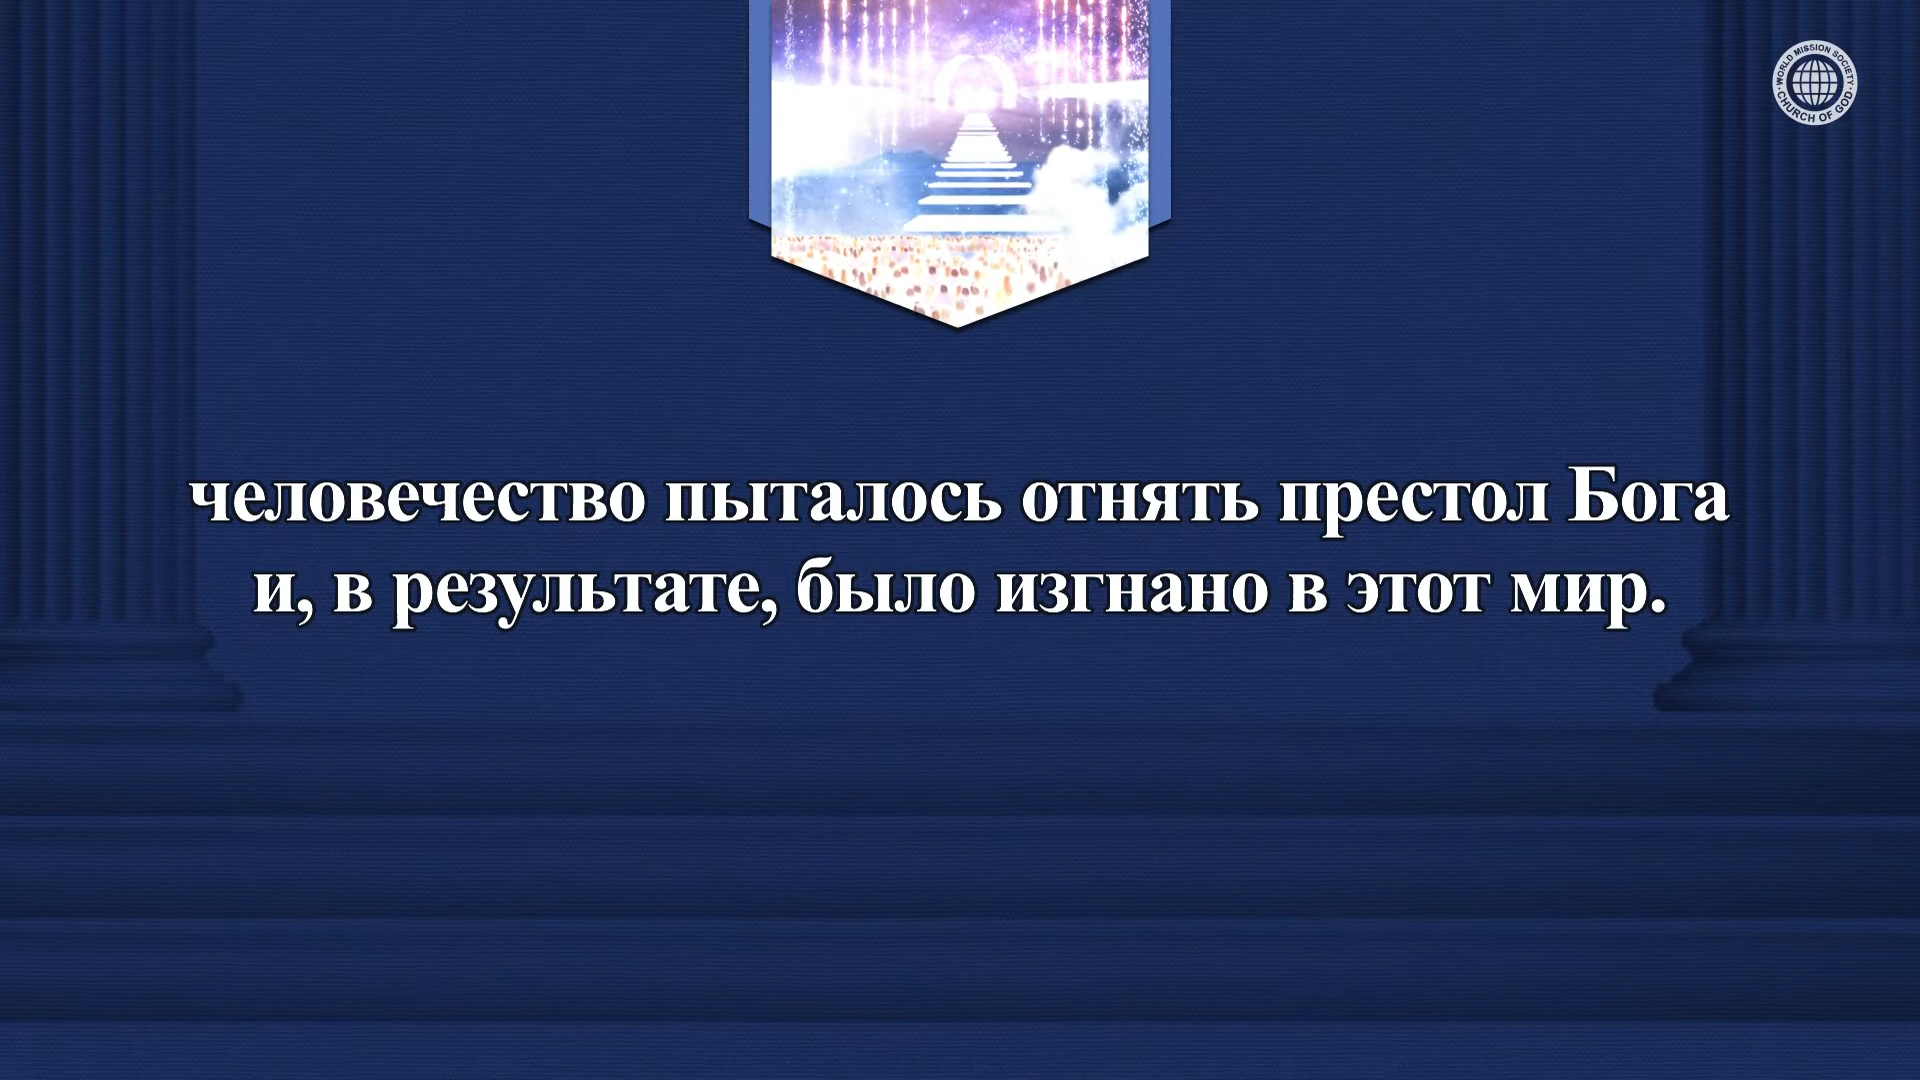 WORLD MISSION SOCIETY
CHURCH OF GOD
человечество пыталось отнять престол Бога
и, в результате, было изгнано в этот мир.